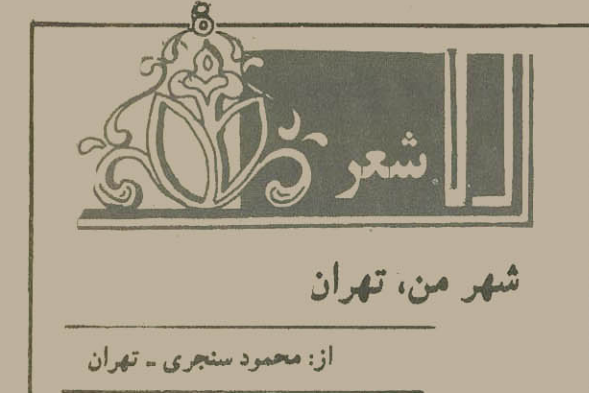 شعر
شهر من، تهران
از: محمود سنجری ـ تهران